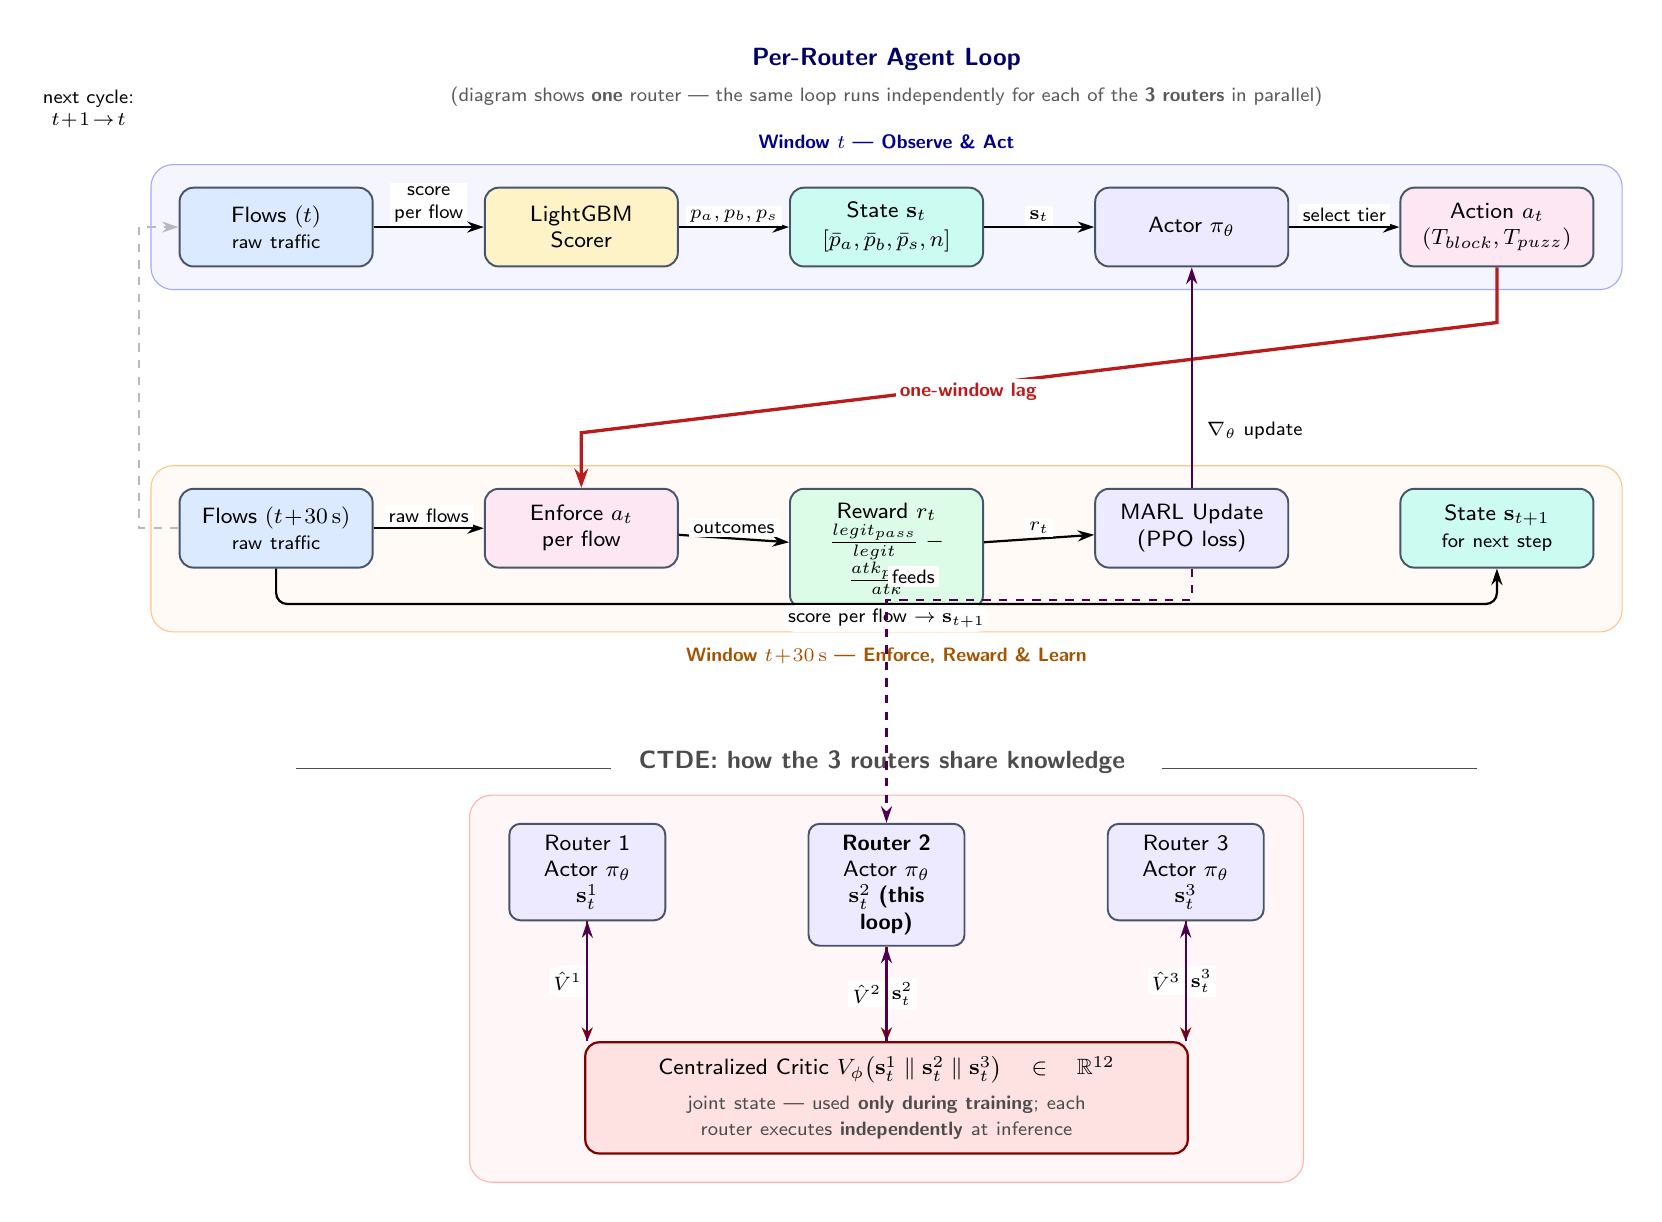 Per-Router Agent Loop
(diagram shows one router — the same loop runs independently for each of the 3 routers in parallel)
next cycle:
t+1→t
Window t — Observe & Act
Flows (t)
raw traffic
score
per flow
LightGBM
Scorer
p_a, p_b, p_s
State s_t
[p̄_a, p̄_b, p̄_s, n]
s_t
Actor π_θ
select tier
Action a_t
(T_block, T_puzz)
one-window lag
∇_θ update
Flows (t+30 s)
raw traffic
raw flows
Enforce a_t
per flow
outcomes
Reward r_t
legit_pass
legit −
atk
feeds
r_t
MARL Update
(PPO loss)
State s_{t+1}
for next step
score per flow → s_{t+1}
Window t+30 s — Enforce, Reward & Learn
CTDE: how the 3 routers share knowledge
Router 1
Actor π_θ
s_t^1
Router 2
Actor π_θ
s_t^2 (this
loop)
Router 3
Actor π_θ
s_t^3
V̂^1
V̂^2 s_t^2
V̂^3 s_t^3
Centralized Critic V_ϕ(s_t^1 ∥ s_t^2 ∥ s_t^3) ∈ ℝ^12
joint state — used only during training; each
router executes independently at inference